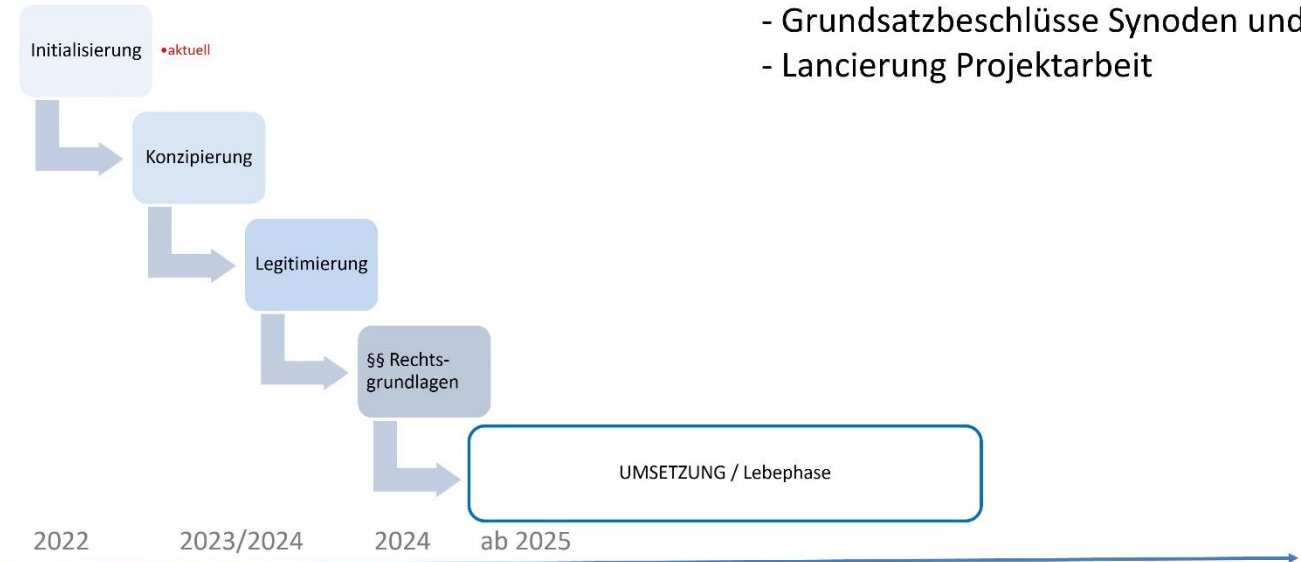 - Grundsatzbeschlüsse Synoden und
- Lancierung Projektarbeit
Initialisierung
•aktuell
Konzipierung
Legitimierung
§§ Rechts-
grundlagen
UMSETZUNG / Lebephase
2022 2023/2024 2024 ab 2025